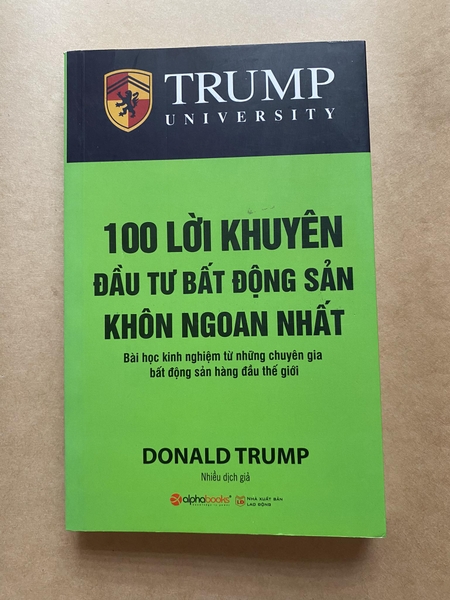 TRUMP
UNIVERSITY
100 LỜI KHUYÊN
ĐẦU TƯ BẤT ĐỘNG SẢN
KHÔN NGOAN NHẤT
Bài học kinh nghiệm từ những chuyên gia
bất động sản hàng đầu thế giới
DONALD TRUMP
Nhiều dịch giả
alphabooks
NHÀ XUẤT BẢN
LAO ĐỘNG